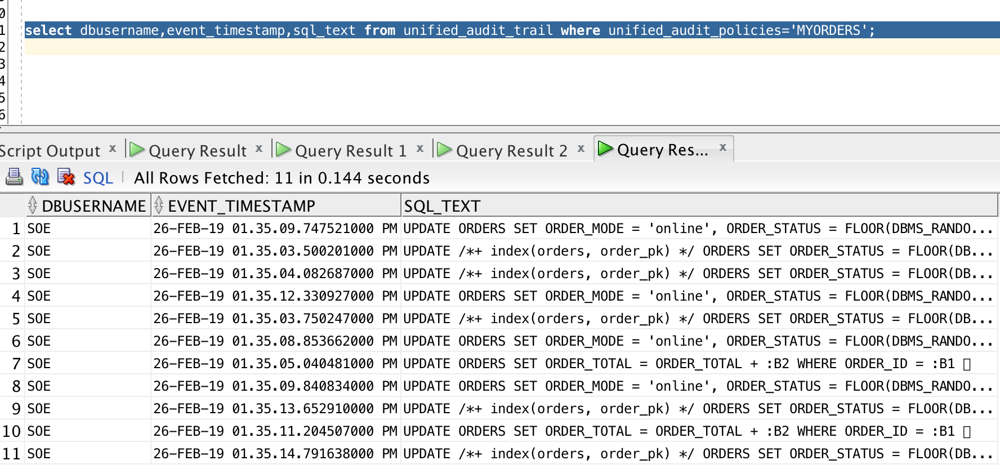 0
1 select dbusername,event_timestamp,sql_text from unified_audit_trail where unified_audit_policies='MYORDERS';
2
3
4
5
6
Script Output x Query Result x Query Result 1 x Query Result 2 x Query Res... x
SQL All Rows Fetched: 11 in 0.144 seconds
DBUSERNAME EVENT_TIMESTAMP SQL_TEXT
1 SOE 26-FEB-19 01.35.09.747521000 PM UPDATE ORDERS SET ORDER_MODE = 'online', ORDER_STATUS = FLOOR(DBMS_RANDO...
2 SOE 26-FEB-19 01.35.03.500201000 PM UPDATE /*+ index(orders, order_pk) */ ORDERS SET ORDER_STATUS = FLOOR(DB...
3 SOE 26-FEB-19 01.35.04.082687000 PM UPDATE /*+ index(orders, order_pk) */ ORDERS SET ORDER_STATUS = FLOOR(DB...
4 SOE 26-FEB-19 01.35.12.330927000 PM UPDATE ORDERS SET ORDER_MODE = 'online', ORDER_STATUS = FLOOR(DBMS_RANDO...
5 SOE 26-FEB-19 01.35.03.750247000 PM UPDATE /*+ index(orders, order_pk) */ ORDERS SET ORDER_STATUS = FLOOR(DB...
6 SOE 26-FEB-19 01.35.08.853662000 PM UPDATE ORDERS SET ORDER_MODE = 'online', ORDER_STATUS = FLOOR(DBMS_RANDO...
7 SOE 26-FEB-19 01.35.05.040481000 PM UPDATE ORDERS SET ORDER_TOTAL = ORDER_TOTAL + :B2 WHERE ORDER_ID = :B1 ▯
8 SOE 26-FEB-19 01.35.09.840834000 PM UPDATE ORDERS SET ORDER_MODE = 'online', ORDER_STATUS = FLOOR(DBMS_RANDO...
9 SOE 26-FEB-19 01.35.13.652910000 PM UPDATE /*+ index(orders, order_pk) */ ORDERS SET ORDER_STATUS = FLOOR(DB...
10 SOE 26-FEB-19 01.35.11.204507000 PM UPDATE ORDERS SET ORDER_TOTAL = ORDER_TOTAL + :B2 WHERE ORDER_ID = :B1 ▯
11 SOE 26-FEB-19 01.35.14.791638000 PM UPDATE /*+ index(orders, order_pk) */ ORDERS SET ORDER_STATUS = FLOOR(DB...